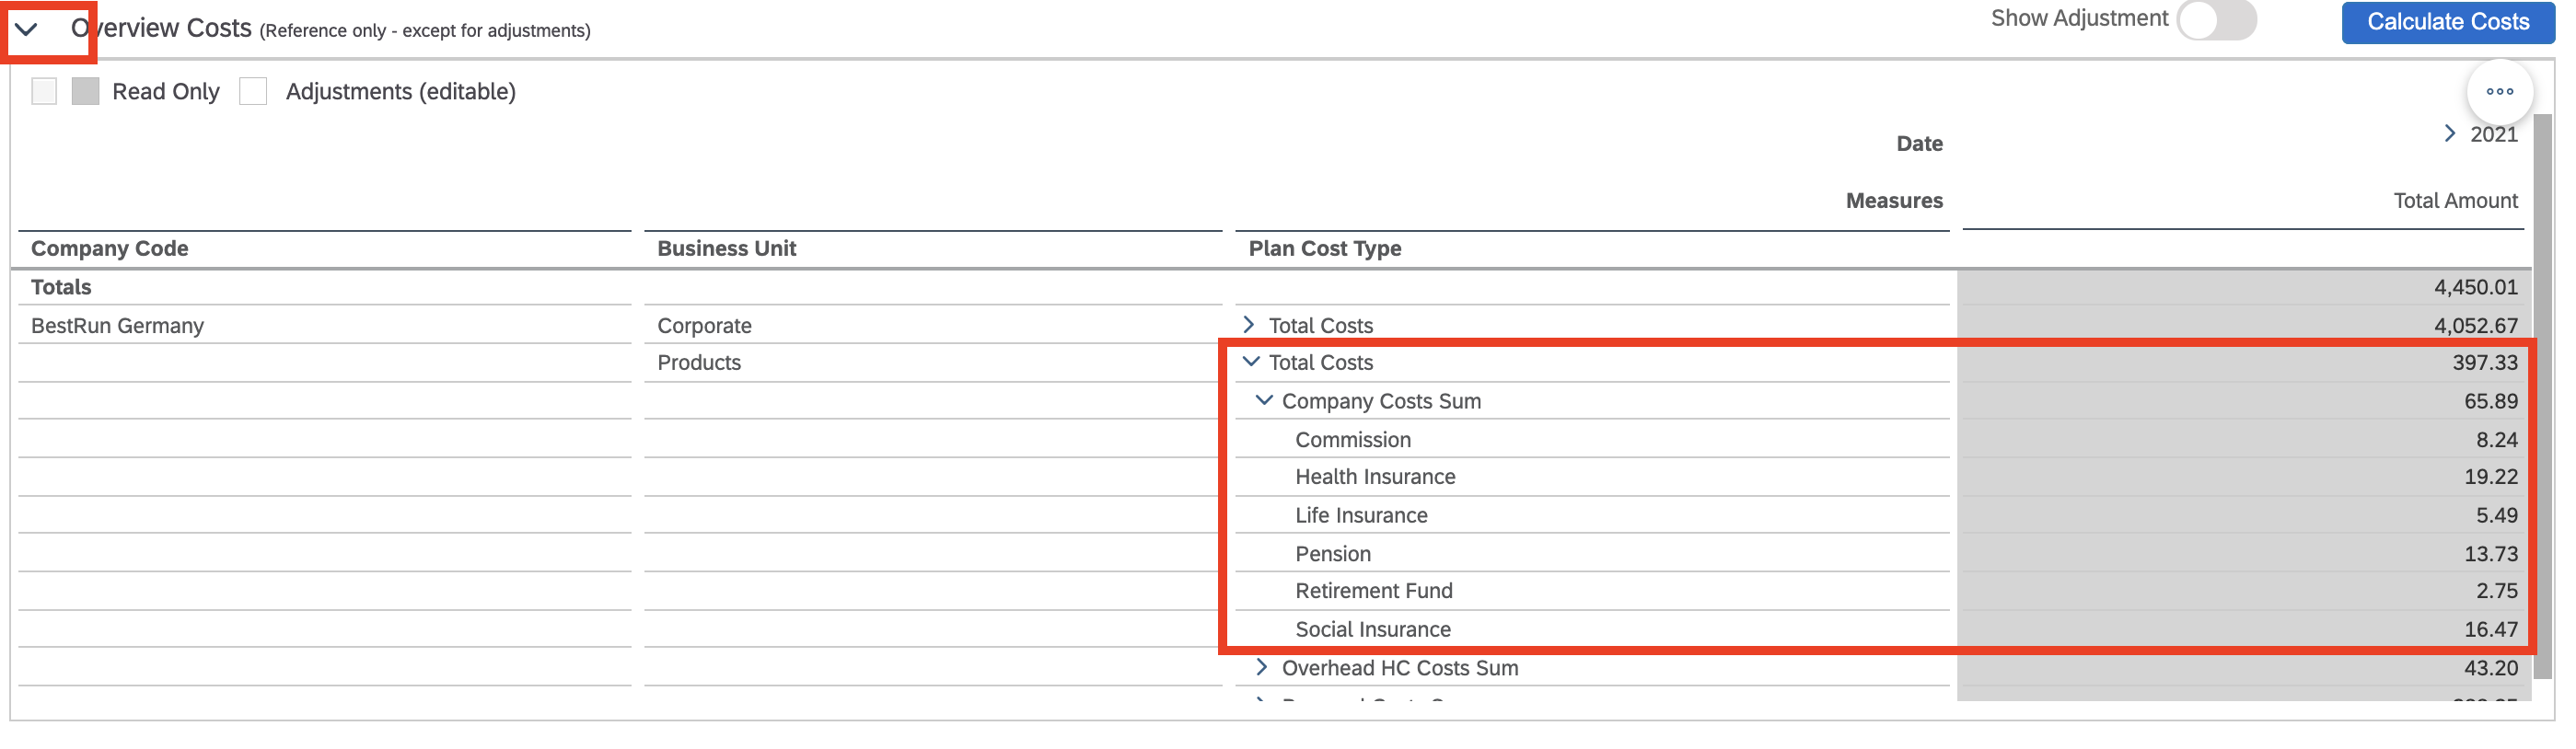 Overview Costs (Reference only - except for adjustments) Show Adjustment Calculate Costs
Read Only Adjustments (editable)
Date 2021
Measures Total Amount
Company Code Business Unit Plan Cost Type
Totals 4,450.01
BestRun Germany Corporate Total Costs 4,052.67
Products Total Costs 397.33
Company Costs Sum 65.89
Commission 8.24
Health Insurance 19.22
Life Insurance 5.49
Pension 13.73
Retirement Fund 2.75
Social Insurance 16.47
Overhead HC Costs Sum 43.20